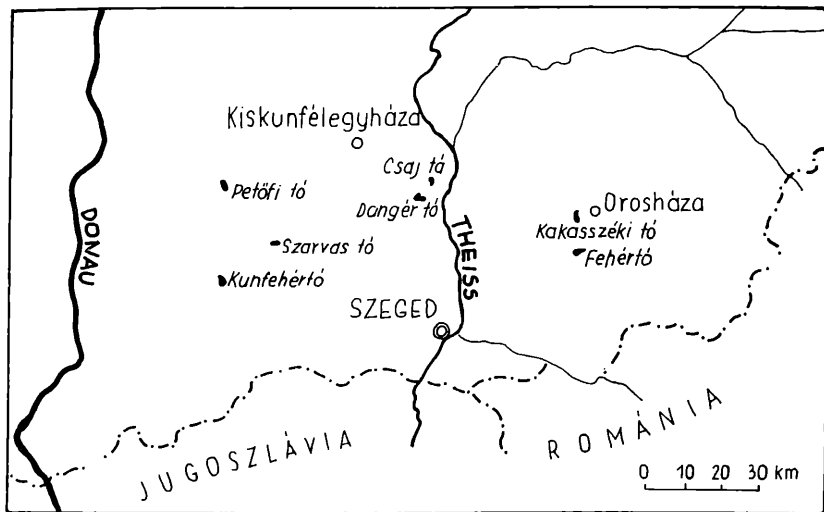 Kiskunfélegyháza
Csaj tá
Petőfi tó
Dongér tó
Orosháza
Kakasszéki tó
DONAU
THEISS
Szarvas tó
Fehértó
Kunfehértó
SZEGED
JUGOSZLÁVIA
ROMÁNIA
0 10 20 30 km